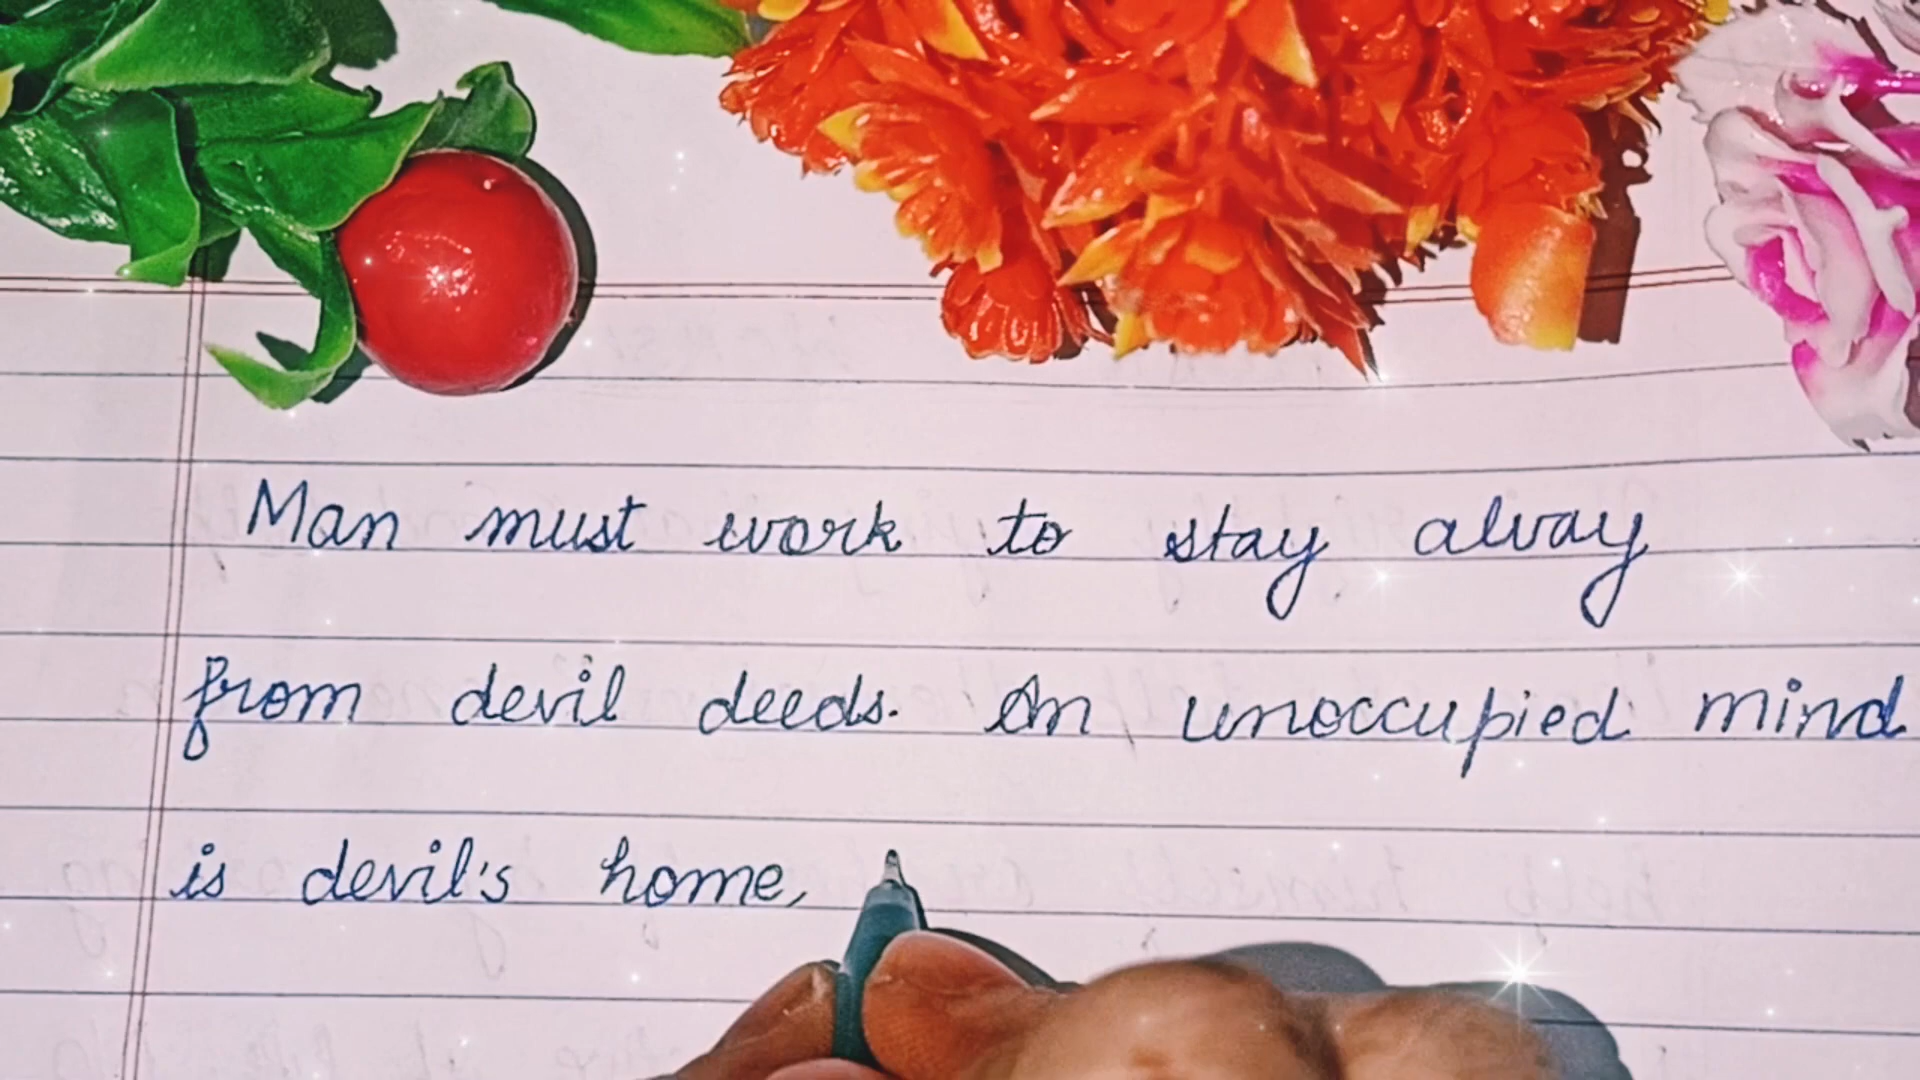 Man must work to stay alway
from devil deeds. An unoccupied mind
is devil's home,